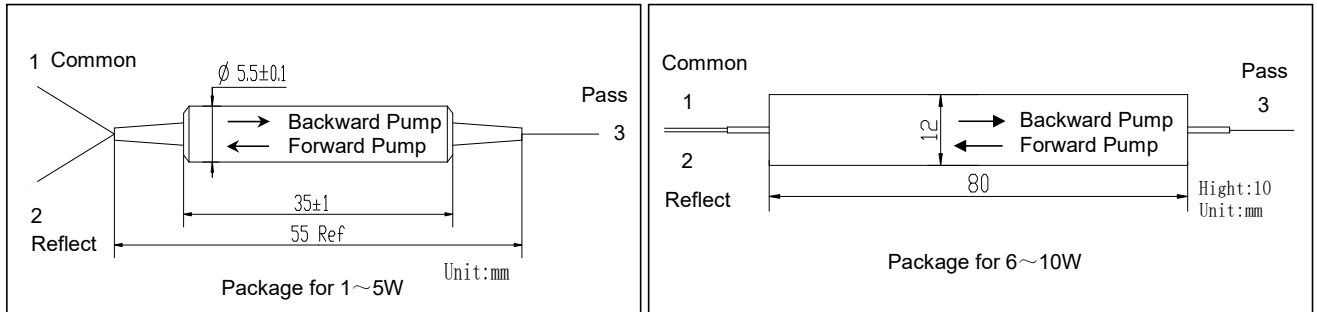 1 Common
Ø 5.5±0.1
Pass
Backward Pump
3
Forward Pump
2
Reflect
35±1
55 Ref
Unit:mm
Package for 1～5W
Common
Pass
1
3
12
Backward Pump
Forward Pump
2
Reflect
80
Hight:10
Unit:mm
Package for 6～10W